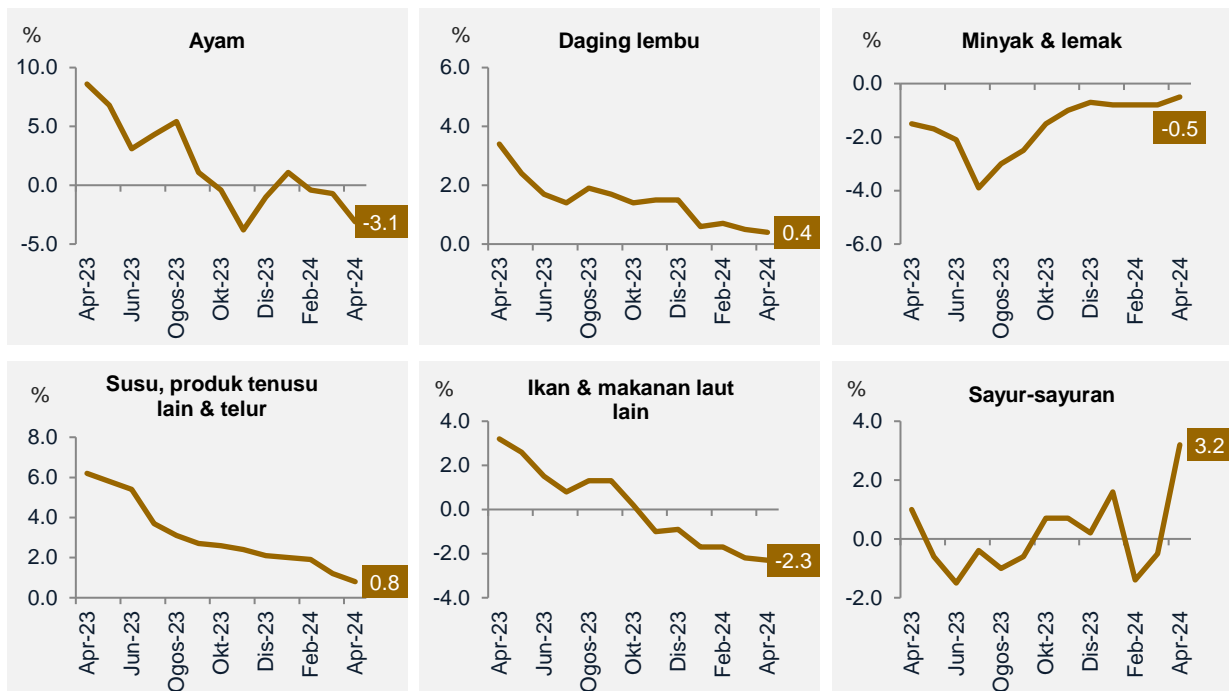 %
Ayam
10.0
5.0
0.0
-5.0
-3.1
Apr-23
Jun-23
Ogos-23
Okt-23
Dis-23
Feb-24
Apr-24
%
Daging lembu
6.0
4.0
2.0
0.0
0.4
Apr-23
Jun-23
Ogos-23
Okt-23
Dis-23
Feb-24
Apr-24
%
Minyak & lemak
0.0
-2.0
-4.0
-6.0
-0.5
Apr-23
Jun-23
Ogos-23
Okt-23
Dis-23
Feb-24
Apr-24
%
Susu, produk tenusu
lain & telur
8.0
6.0
4.0
2.0
0.0
0.8
Apr-23
Jun-23
Ogos-23
Okt-23
Dis-23
Feb-24
Apr-24
%
Ikan & makanan laut
lain
4.0
2.0
0.0
-2.0
-4.0
-2.3
Apr-23
Jun-23
Ogos-23
Okt-23
Dis-23
Feb-24
Apr-24
%
Sayur-sayuran
4.0
2.0
0.0
-2.0
3.2
Apr-23
Jun-23
Ogos-23
Okt-23
Dis-23
Feb-24
Apr-24